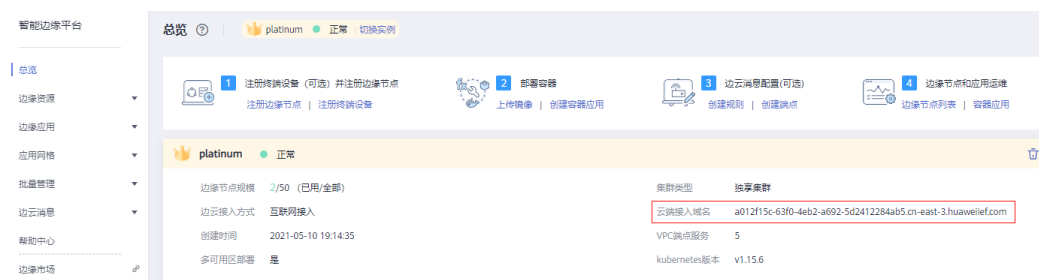 智能边缘平台
总览
边缘资源
边缘应用
应用网格
批量管理
边云消息
帮助中心
边缘市场
总览 platinum 正常 切换实例
1 注册终端设备（可选）并注册边缘节点
注册边缘节点 | 注册终端设备
2 部署容器
上传镜像 | 创建容器应用
3 边云消息配置(可选)
创建规则 | 创建端点
4 边缘节点和应用运维
边缘节点列表 | 容器应用
platinum 正常
边缘节点规模 2/50 （已用/全部）
集群类型 独享集群
边云接入方式 互联网接入
云端接入域名 a012f15c-63f0-4eb2-a692-5d2412284ab5.cn-east-3.huaweiief.com
创建时间 2021-05-10 19:14:35
VPC端点服务 5
多可用区部署 是
kubernetes版本 v1.15.6